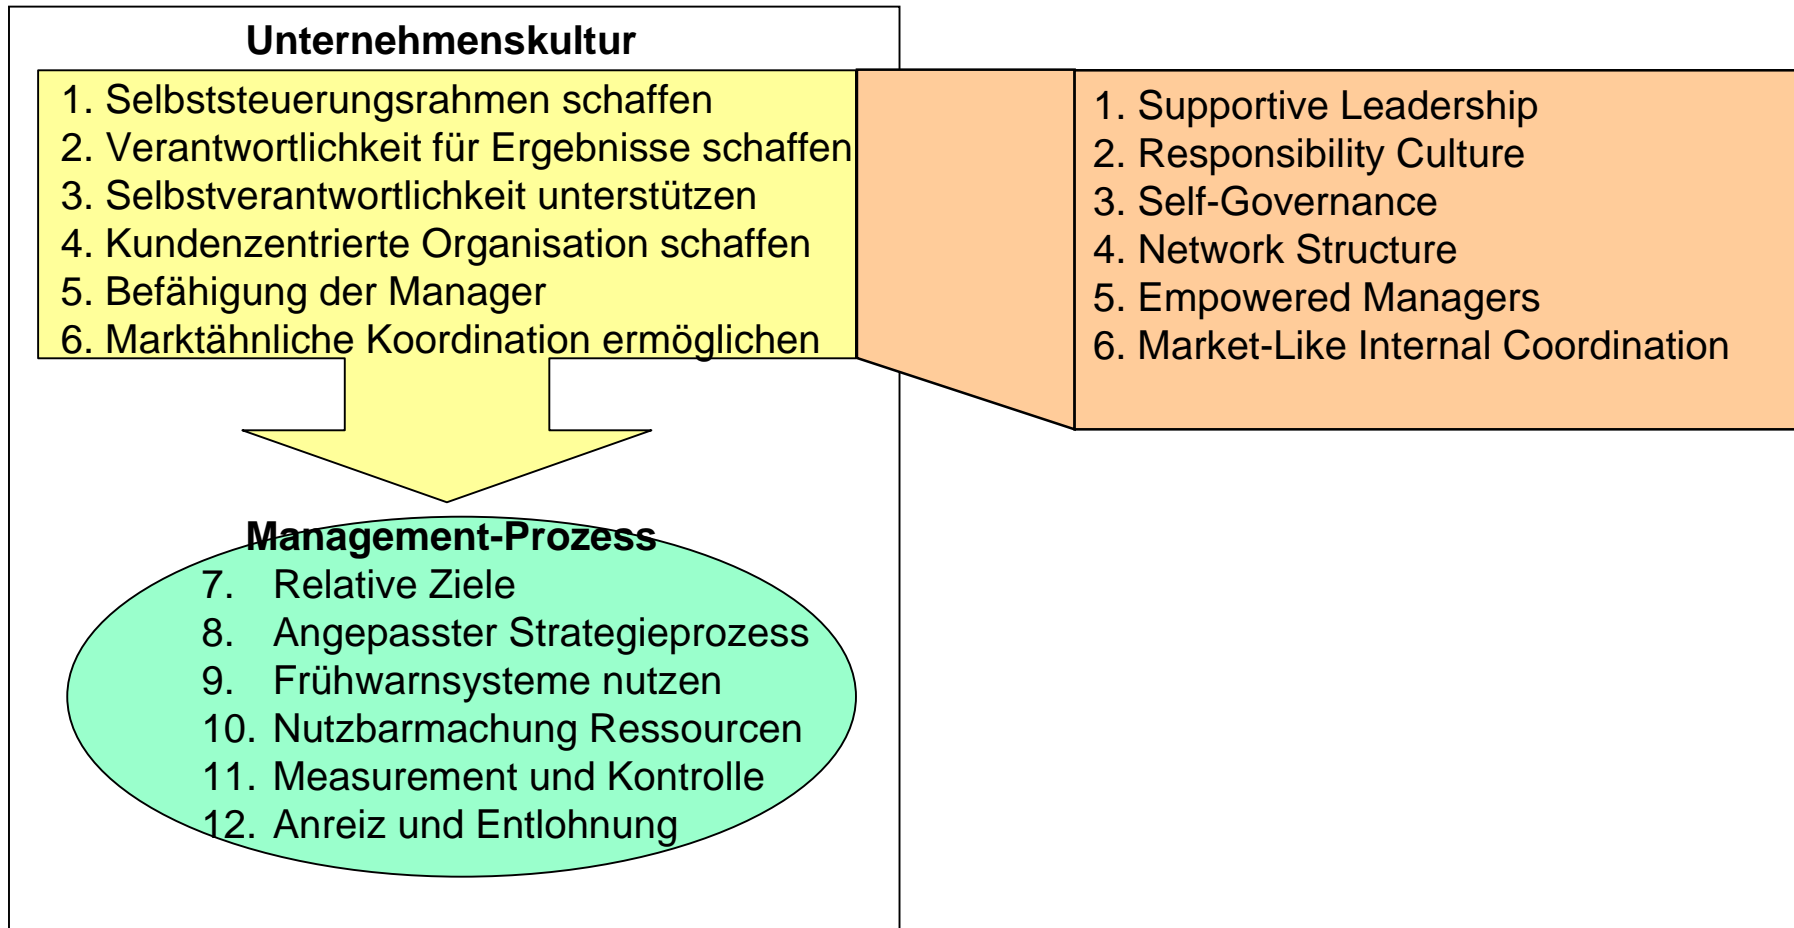 Unternehmenskultur
1. Selbststeuerungsrahmen schaffen
2. Verantwortlichkeit für Ergebnisse schaffen
3. Selbstverantwortlichkeit unterstützen
4. Kundenzentrierte Organisation schaffen
5. Befähigung der Manager
6. Marktähnliche Koordination ermöglichen
1. Supportive Leadership
2. Responsibility Culture
3. Self-Governance
4. Network Structure
5. Empowered Managers
6. Market-Like Internal Coordination
Management-Prozess
7. Relative Ziele
8. Angepasster Strategieprozess
9. Frühwarnsysteme nutzen
10. Nutzbarmachung Ressourcen
11. Measurement und Kontrolle
12. Anreiz und Entlohnung